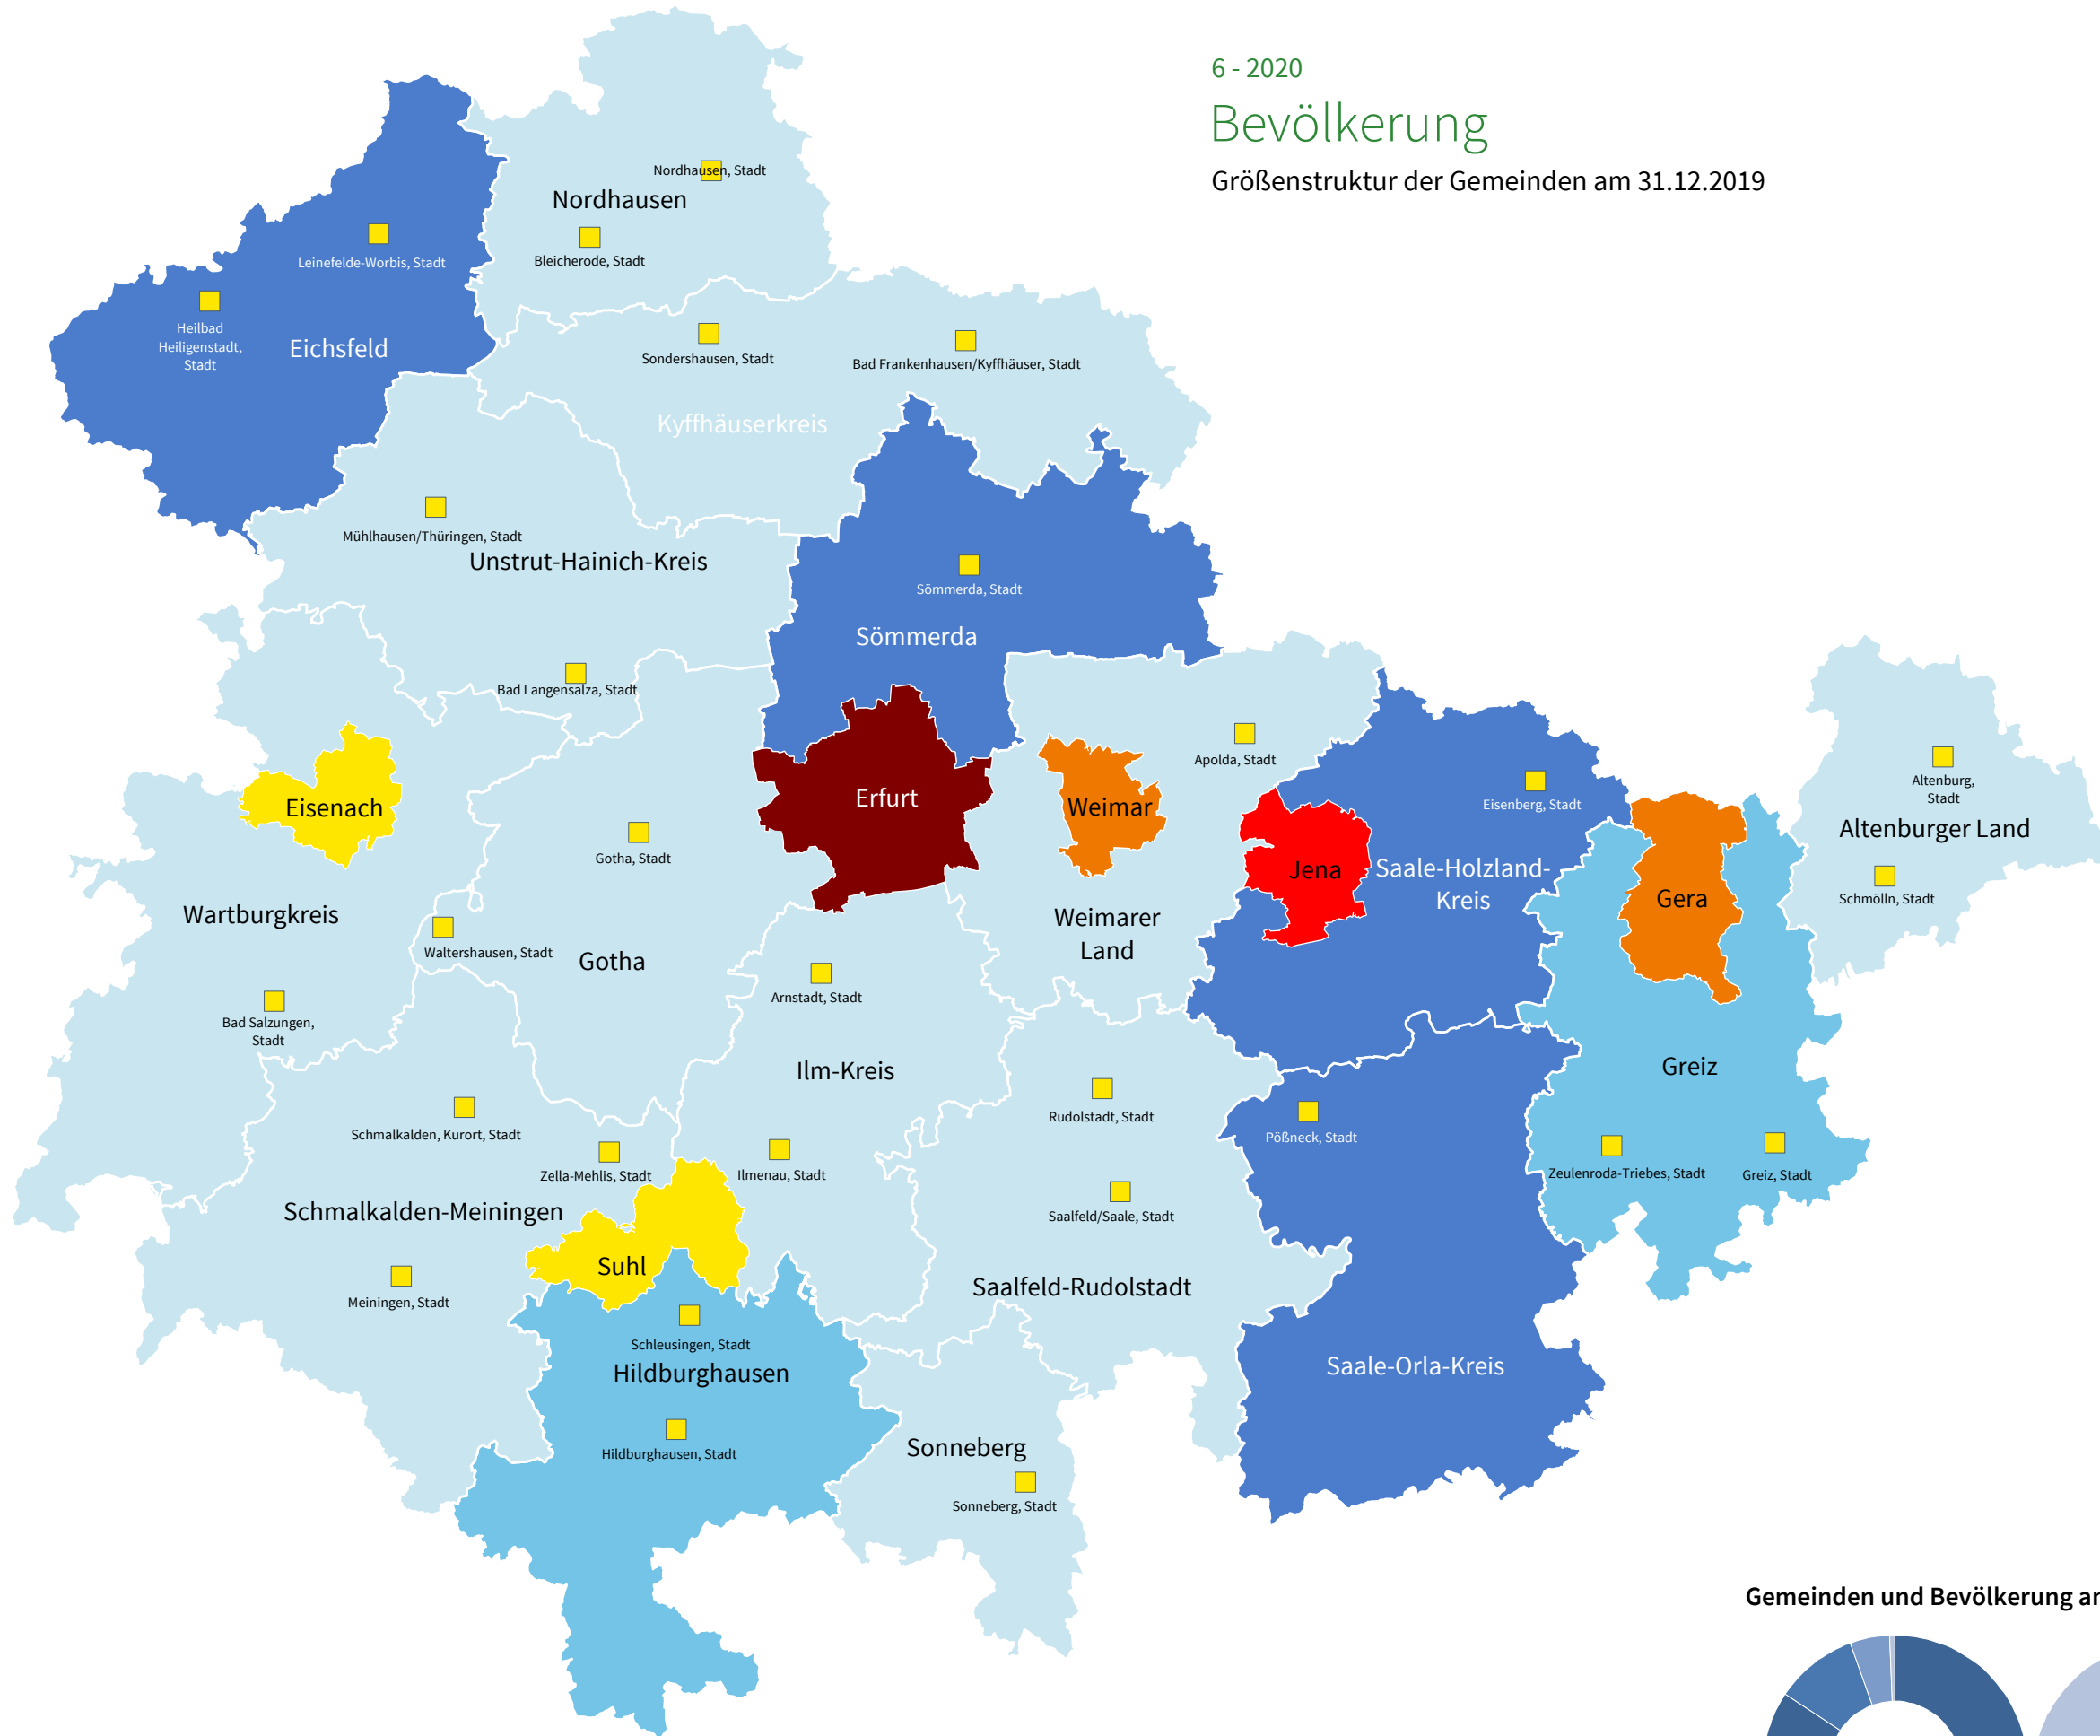 6 - 2020
Bevölkerung
Größenstruktur der Gemeinden am 31.12.2019
Nordhausen, Stadt
Nordhausen
Bleicherode, Stadt
Leinefelde-Worbis, Stadt
Heilbad
Heiligenstadt,
Stadt
Eichsfeld
Sondershausen, Stadt
Bad Frankenhausen/Kyffhäuser, Stadt
Kyffhäuserkreis
Mühlhausen/Thüringen, Stadt
Unstrut-Hainich-Kreis
Sömmerda, Stadt
Sömmerda
Bad Langensalza, Stadt
Apolda, Stadt
Altenburg,
Stadt
Eisenach
Erfurt
Weimar
Eisenberg, Stadt
Altenburger Land
Gotha, Stadt
Jena
Saale-Holzland-
Kreis
Gera
Schmölln, Stadt
Wartburgkreis
Weimarer
Land
Waltershausen, Stadt
Gotha
Arnstadt, Stadt
Bad Salzungen,
Stadt
Ilm-Kreis
Greiz
Rudolstadt, Stadt
Schmalkalden, Kurort, Stadt
Pößneck, Stadt
Zella-Mehlis, Stadt
Ilmenau, Stadt
Zeulenroda-Triebes, Stadt
Greiz, Stadt
Schmalkalden-Meiningen
Saalfeld/Saale, Stadt
Suhl
Saalfeld-Rudolstadt
Meiningen, Stadt
Schleusingen, Stadt
Hildburghausen
Saale-Orla-Kreis
Hildburghausen, Stadt
Sonneberg
Sonneberg, Stadt
Gemeinden und Bevölkerung am